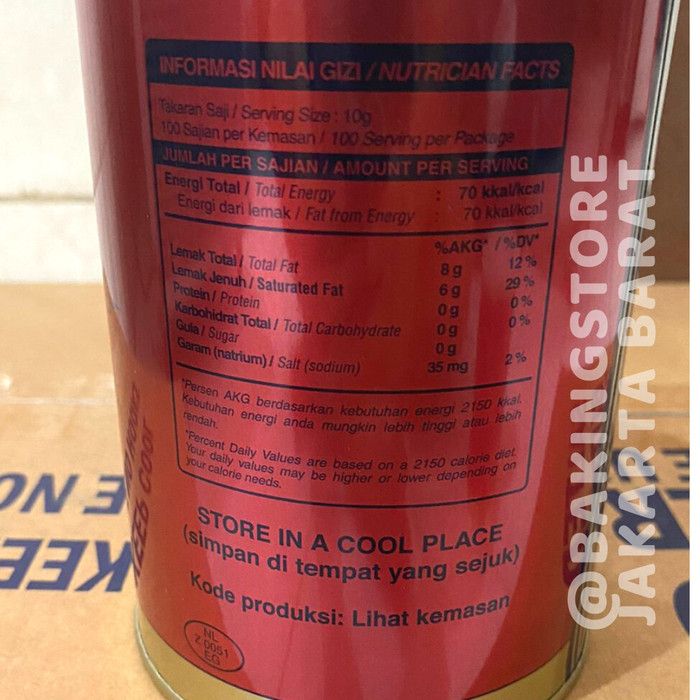 INFORMASI NILAI GIZI / NUTRICIAN FACTS
Takaran Saji / Serving Size : 10g
100 Sajian per Kemasan / 100 Serving per Package
JUMLAH PER SAJIAN / AMOUNT PER SERVING
Energi Total / Total Energy : 70 kkal/kcal
Energi dari lemak / Fat from Energy : 70 kkal/kcal
%AKG* / %DV*
Lemak Total / Total Fat 8 g 12 %
Lemak Jenuh / Saturated Fat 6 g 29 %
Protein / Protein 0 g 0 %
Karbohidrat Total / Total Carbohydrate 0 g 0 %
Gula / Sugar 0 g
Garam (natrium) / Salt (sodium) 35 mg 2 %
*Persen AKG berdasarkan kebutuhan energi 2150 kkal.
Kebutuhan energi anda mungkin lebih tinggi atau lebih
rendah.
*Percent Daily Values are based on a 2150 calorie diet.
Your daily values may be higher or lower depending on
your calorie needs.
STORE IN A COOL PLACE
(simpan di tempat yang sejuk)
Kode produksi: Lihat kemasan
NL
Z 0051
EG
@BAKINGSTORE
JAKARTA BARAT
KEE